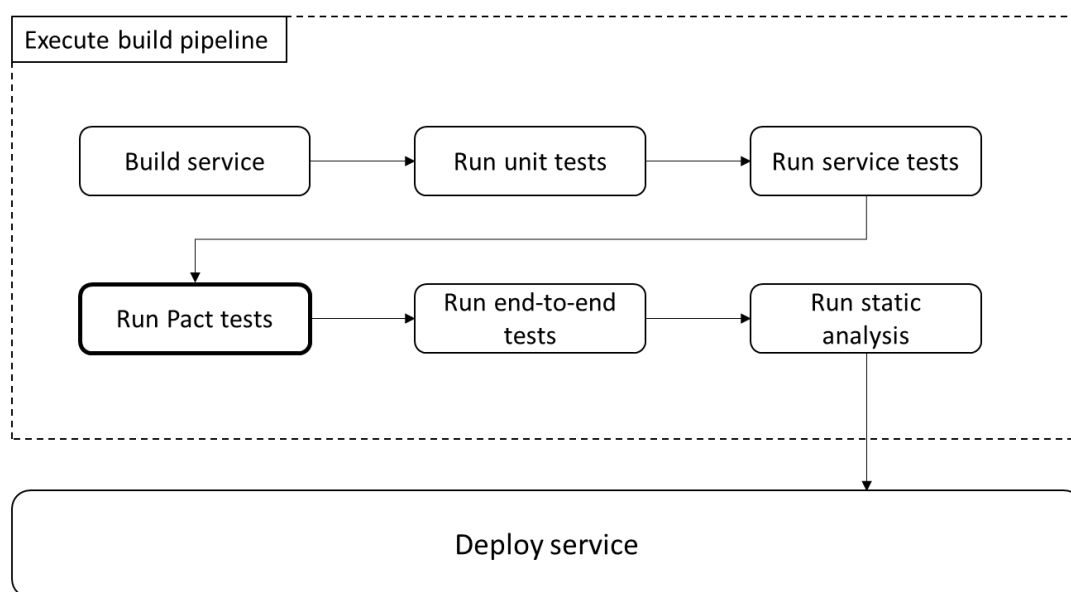 Execute build pipeline
Build service
Run unit tests
Run service tests
Run Pact tests
Run end-to-end
tests
Run static
analysis
Deploy service